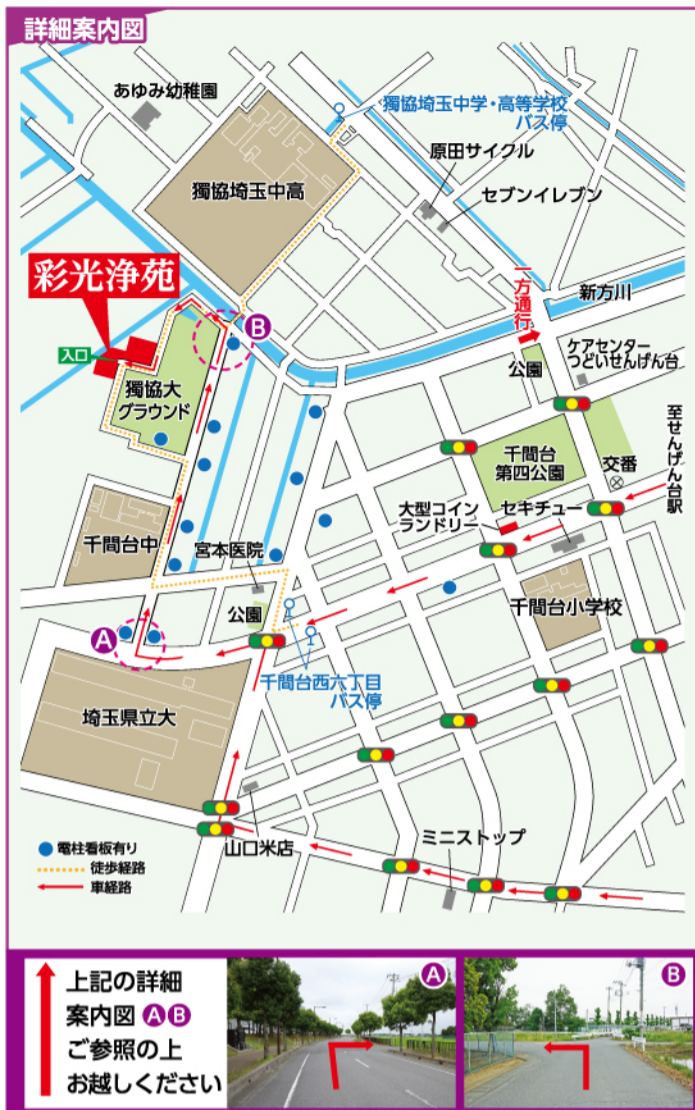 詳細案内図
あゆみ幼稚園
獨協埼玉中学・高等学校
バス停
原田サイクル
獨協埼玉中高
セブンイレブン
彩光浄苑
一方通行
新方川
B
入口
ケアセンター
つどいせんげん台
公園
獨協大
グラウンド
至せんげん台駅
千間台
第四公園
交番
大型コイン
ランドリー
セキチュー
千間台中
宮本医院
千間台小学校
公園
A
千間台西六丁目
バス停
埼玉県立大
山口米店
ミニストップ
電柱看板有り
徒歩経路
車経路
上記の詳細
案内図 A B
ご参照の上
お越しください
A
B